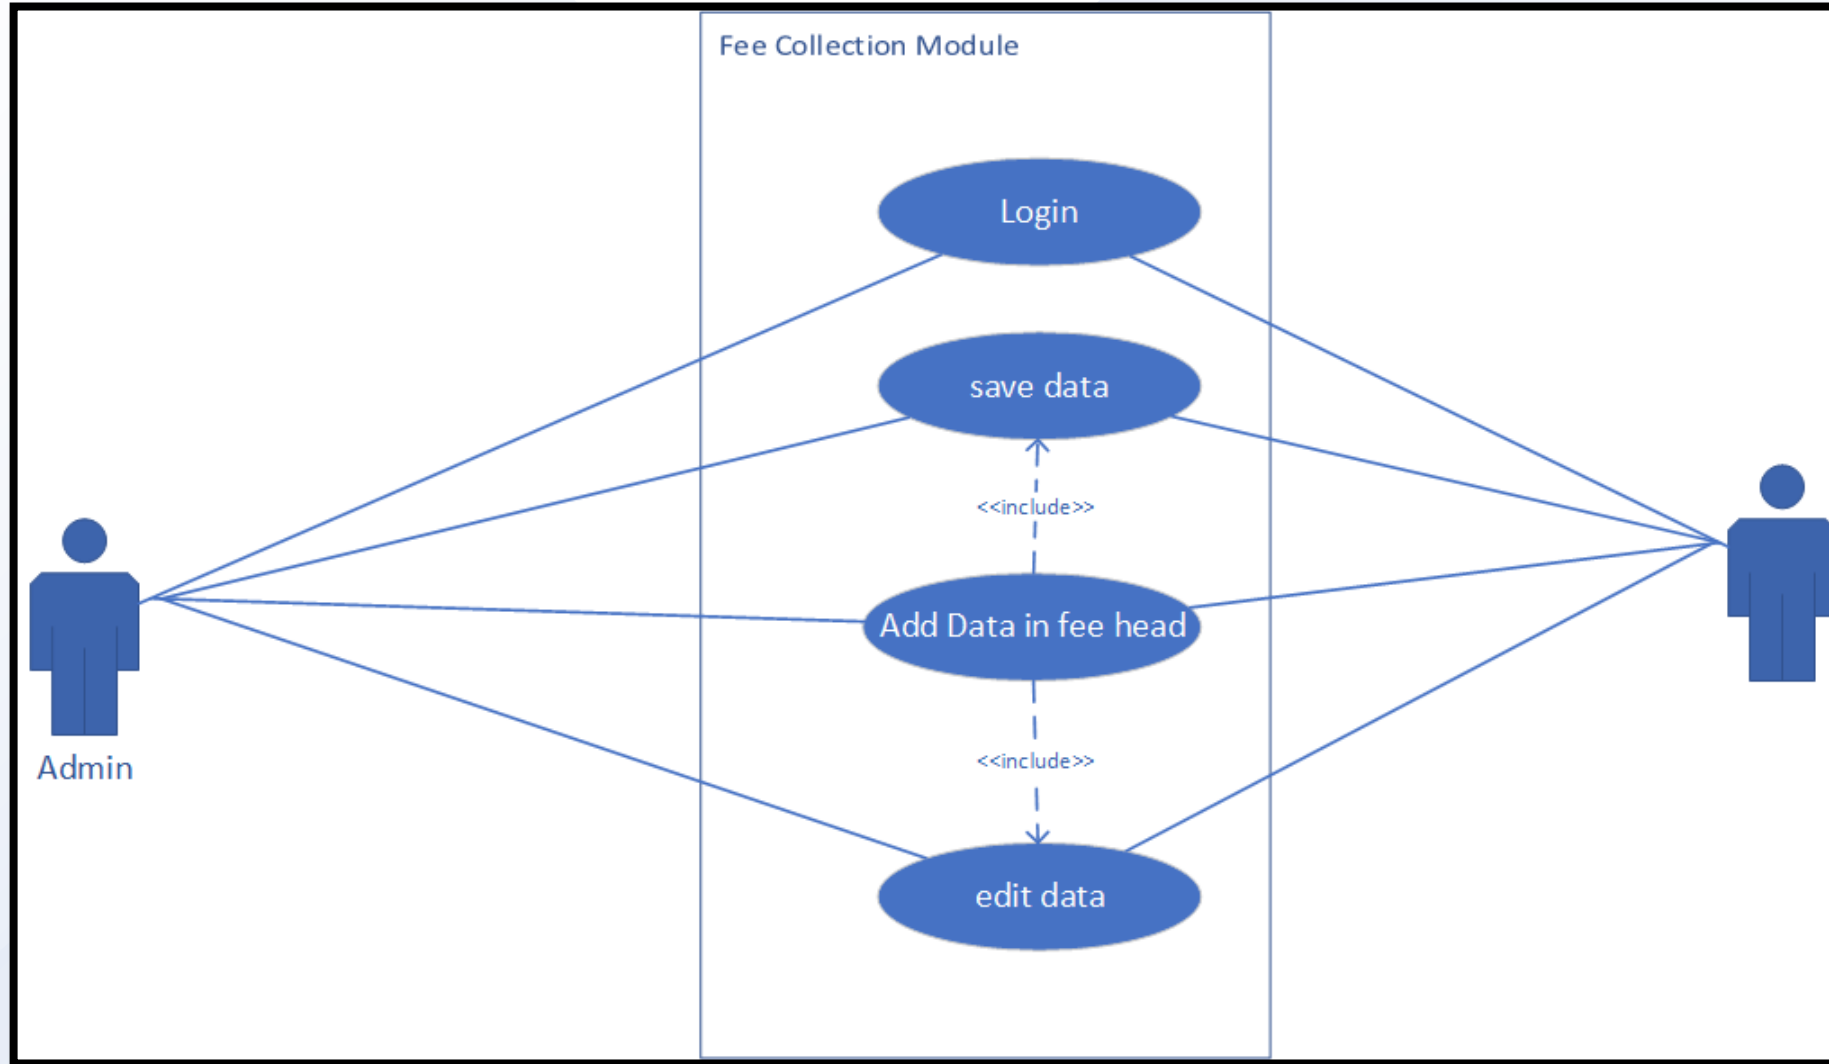 Fee Collection Module
Login
save data
<<include>>
Add Data in fee head
<<include>>
Admin
edit data